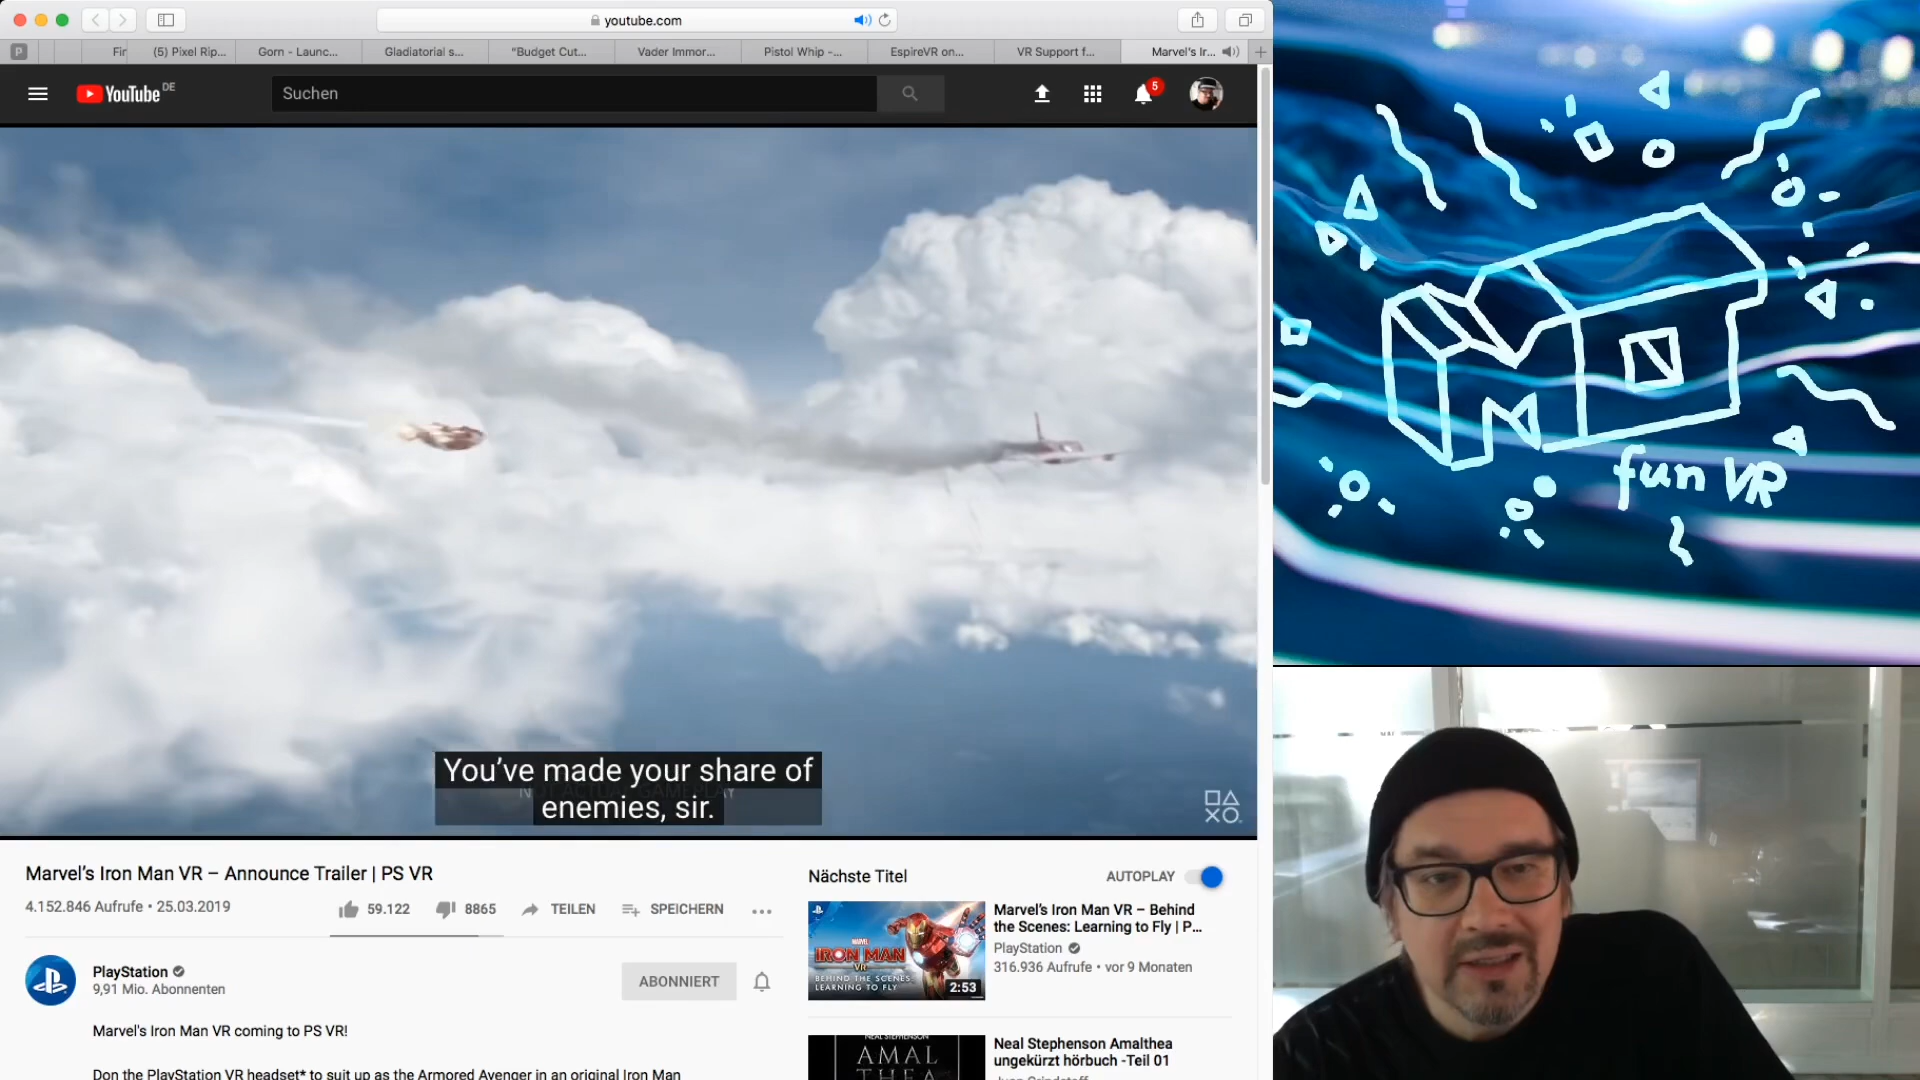 youtube.com
P
Fir
(5) Pixel Rip...
Gorn - Launc...
Gladiatorial s...
"Budget Cut...
Vader Immor...
Pistol Whip -...
EspireVR on...
VR Support f...
Marvel's Ir...
YouTube DE
Suchen
5
You've made your share of
enemies, sir.
Marvel's Iron Man VR – Announce Trailer | PS VR
4.152.846 Aufrufe • 25.03.2019
59.122
8865
TEILEN
SPEICHERN
PlayStation
9,91 Mio. Abonnenten
ABONNIERT
Marvel's Iron Man VR coming to PS VR!
Don the PlayStation VR headset* to suit up as the Armored Avenger in an original Iron Man
Nächste Titel
AUTOPLAY
MARVEL
IRON MAN
VR
BEHIND THE SCENES
LEARNING TO FLY
2:53
Marvel's Iron Man VR – Behind
the Scenes: Learning to Fly | P...
PlayStation
316.936 Aufrufe • vor 9 Monaten
NEAL STEPHENSON
AMAL
THEA
Neal Stephenson Amalthea
ungekürzt hörbuch -Teil 01
fun VR